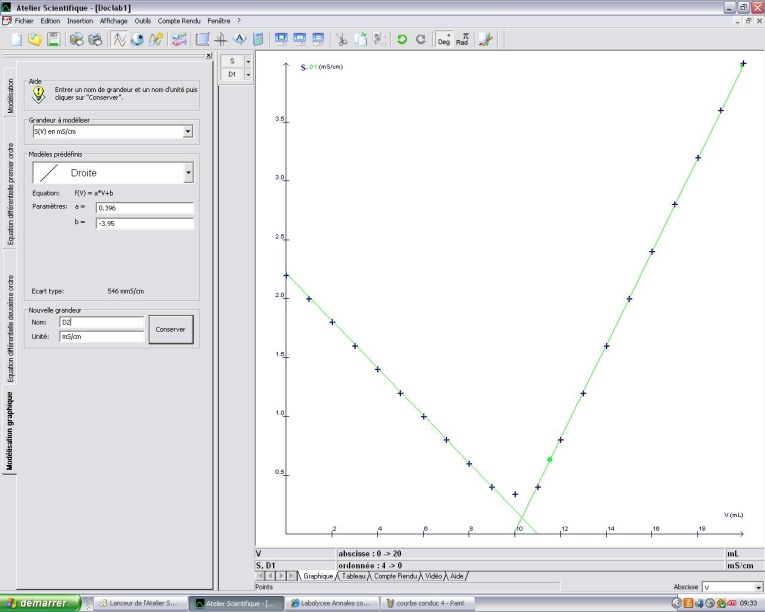 Atelier Scientifique - [Doclab1]
Fichier Edition Insertion Affichage Outils Compte Rendu Fenêtre ?
Deg Rad
Modélisation
Equation différentielle premier ordre
Equation différentielle deuxième ordre
Modélisation graphique
Aide
Entrer un nom de grandeur et un nom d'unité puis
cliquer sur "Conserver".
Grandeur à modéliser
S(V) en mS/cm
Modèles prédéfinis
Droite
Equation: f(V) = a*V+b
Paramètres: a = 0.396
b = -3.95
Ecart type: 546 mmS/cm
Nouvelle grandeur
Nom: D2
Unité: mS/cm
Conserver
S
D1
S, D1 (mS/cm)
3.5
3.0
2.5
2.0
1.5
1.0
0.5
2 4 6 8 10 12 14 16 18
V (mL)
V abscisse : 0 -> 20 mL
S, D1 ordonnée : 4 -> 0 mS/cm
Graphique Tableau Compte Rendu Vidéo Aide
Points Abscisse V
démarrer Lanceur de l'Atelier S... Atelier Scientifique - [... Labolycée Annales co... courbe conduc 4 - Paint 09:33